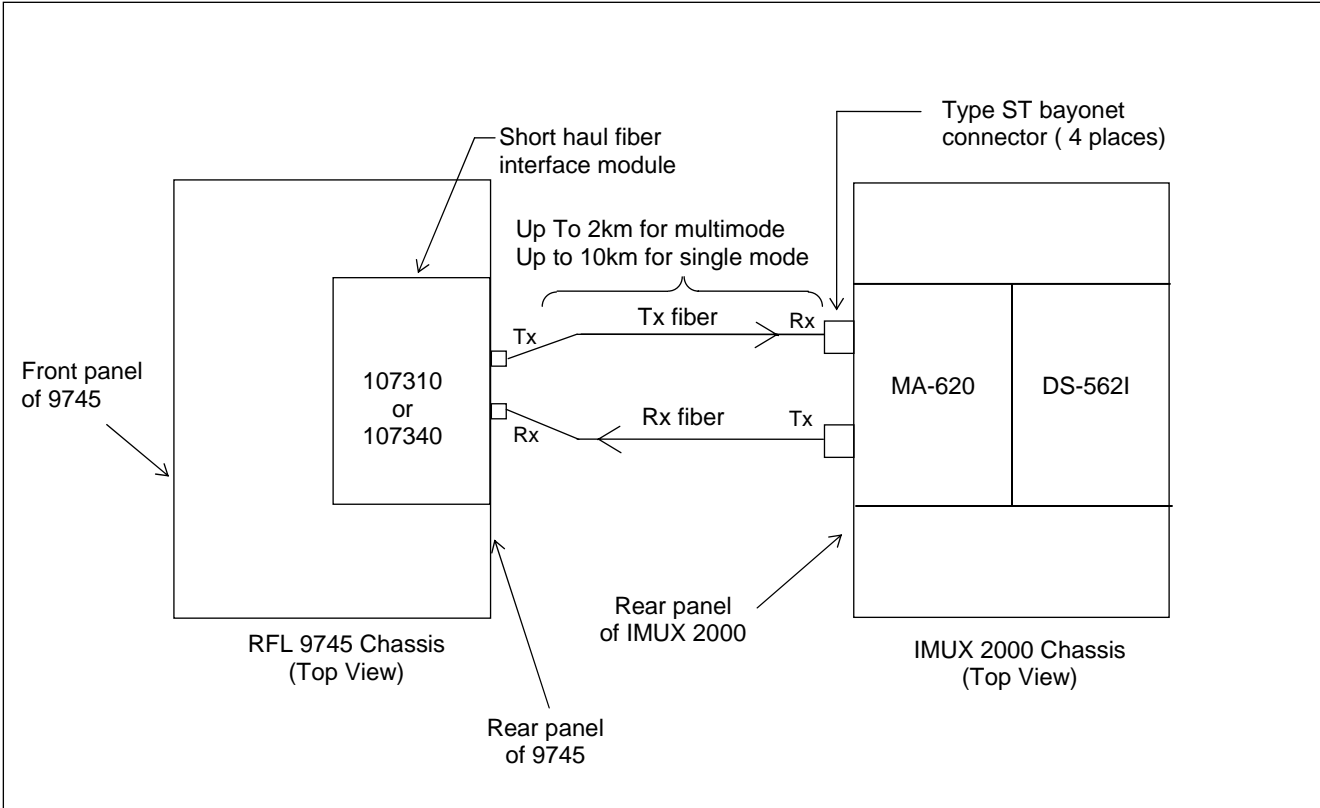 Type ST bayonet
connector ( 4 places)
Short haul fiber
interface module
Up To 2km for multimode
Up to 10km for single mode
Tx
Tx fiber
Rx
Front panel
of 9745
107310
or
107340
MA-620
DS-562I
Rx
Rx fiber
Tx
Rear panel
of IMUX 2000
RFL 9745 Chassis
(Top View)
IMUX 2000 Chassis
(Top View)
Rear panel
of 9745